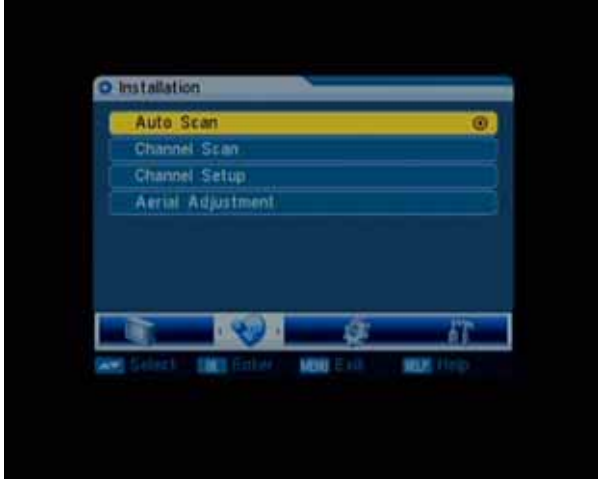 Installation
Auto Scan
Channel Scan
Channel Setup
Aerial Adjustment
Select OK Enter MENU Exit HELP Help